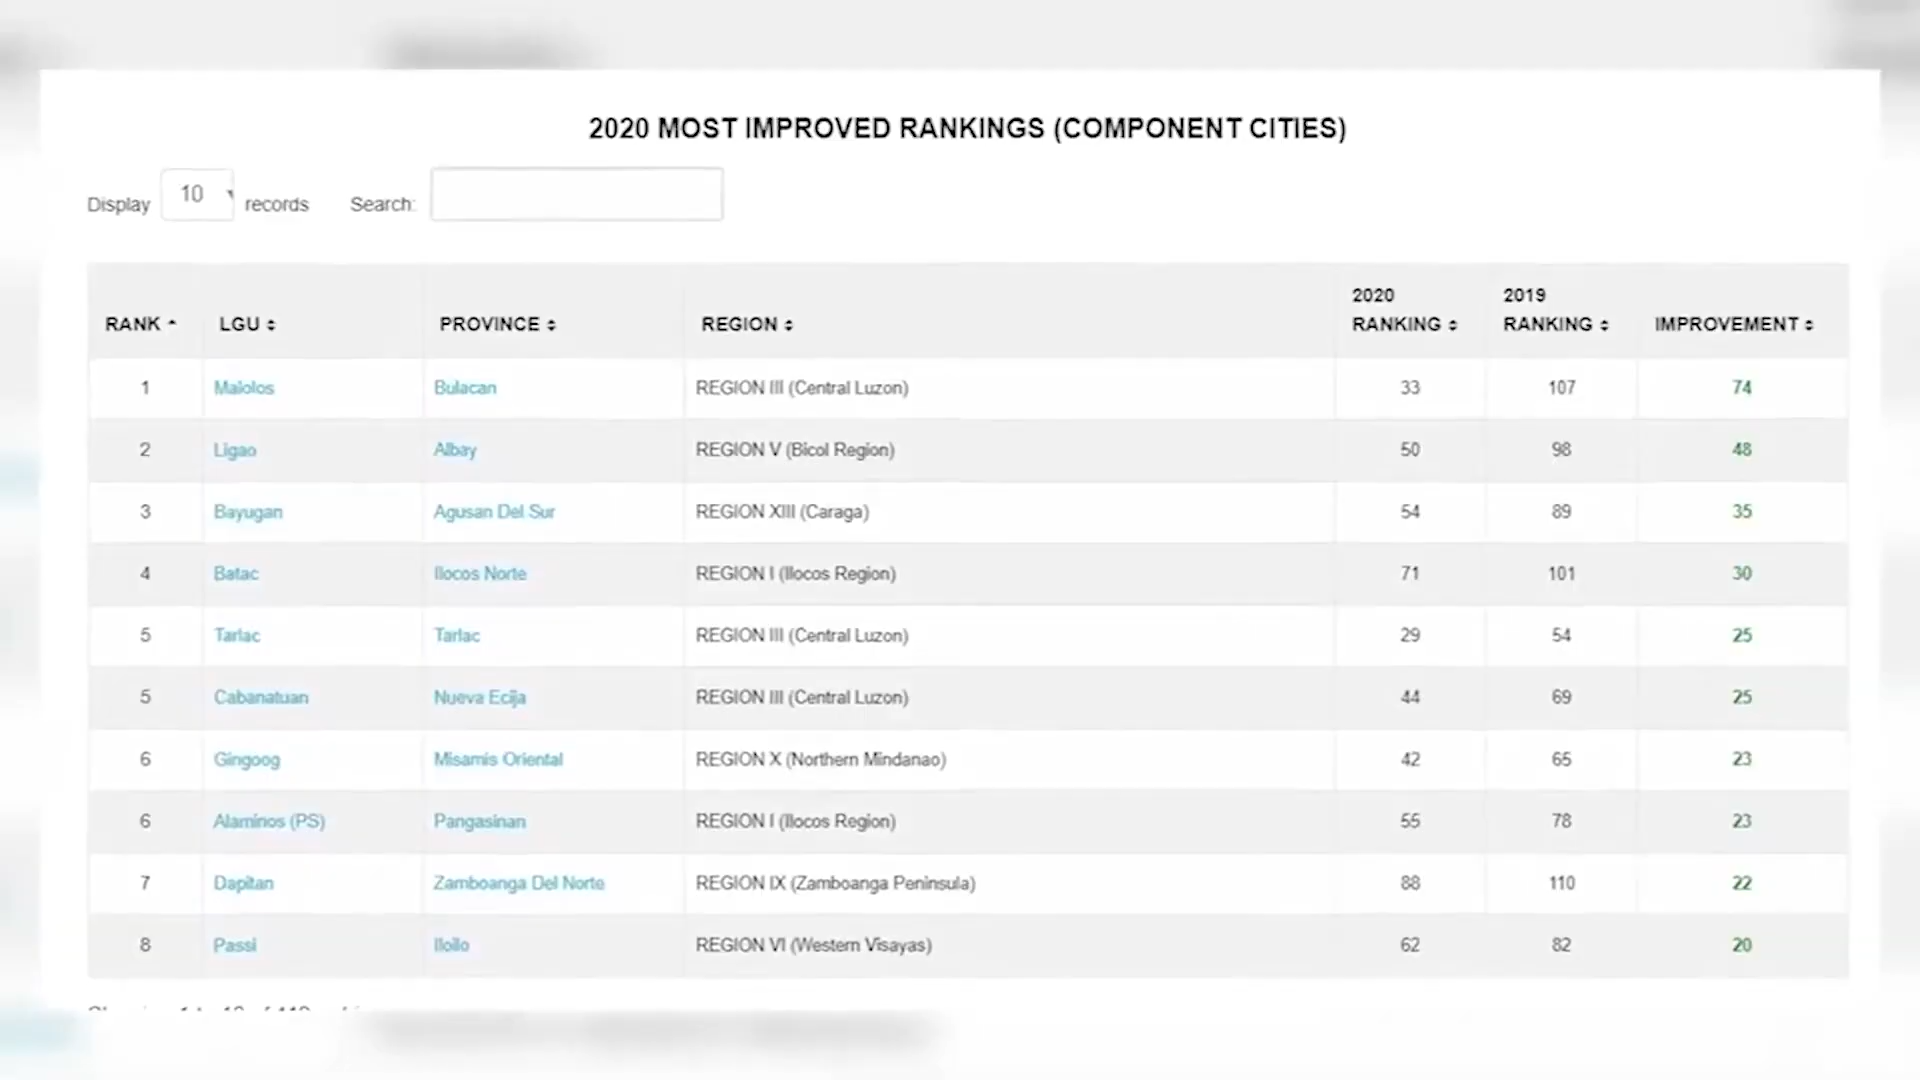 2020 MOST IMPROVED RANKINGS (COMPONENT CITIES)
Display 10 records Search:
RANK LGU PROVINCE REGION 2020 RANKING 2019 RANKING IMPROVEMENT
1 Malolos Bulacan REGION III (Central Luzon) 33 107 74
2 Ligao Albay REGION V (Bicol Region) 50 98 48
3 Bayugan Agusan Del Sur REGION XIII (Caraga) 54 89 35
4 Batac Ilocos Norte REGION I (Ilocos Region) 71 101 30
5 Tarlac Tarlac REGION III (Central Luzon) 29 54 25
5 Cabanatuan Nueva Ecija REGION III (Central Luzon) 44 69 25
6 Gingoog Misamis Oriental REGION X (Northern Mindanao) 42 65 23
6 Alaminos (PS) Pangasinan REGION I (Ilocos Region) 55 78 23
7 Dapitan Zamboanga Del Norte REGION IX (Zamboanga Peninsula) 88 110 22
8 Passi Iloilo REGION VI (Western Visayas) 62 82 20